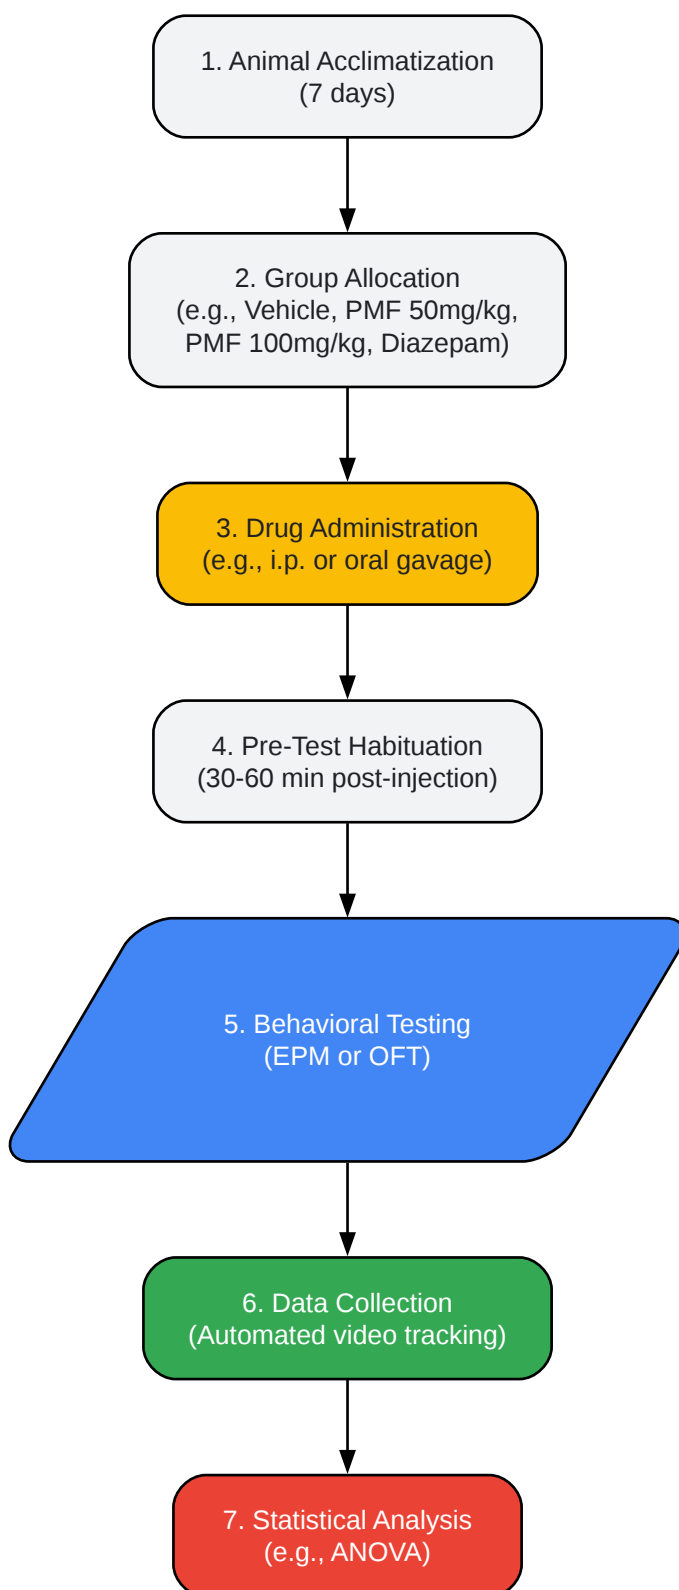 1. Animal Acclimatization
(7 days)
2. Group Allocation
(e.g., Vehicle, PMF 50mg/kg,
PMF 100mg/kg, Diazepam)
3. Drug Administration
(e.g., i.p. or oral gavage)
4. Pre-Test Habituation
(30-60 min post-injection)
5. Behavioral Testing
(EPM or OFT)
6. Data Collection
(Automated video tracking)
7. Statistical Analysis
(e.g., ANOVA)